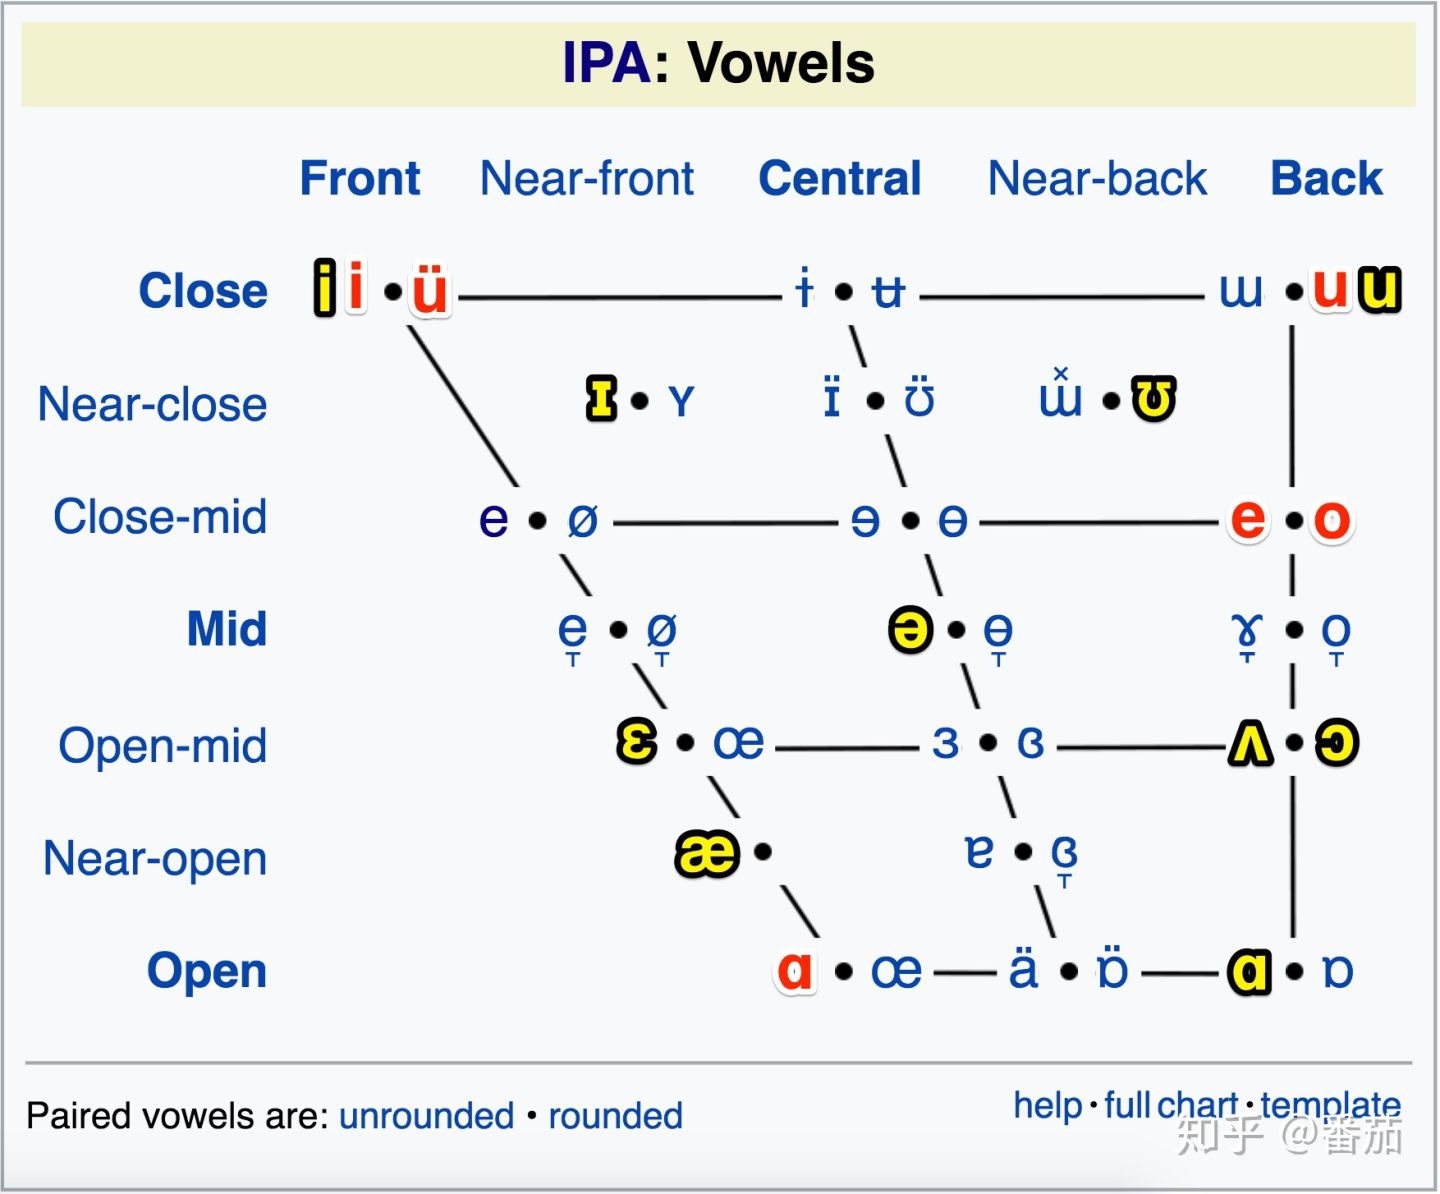 IPA: Vowels
Front Near-front Central Near-back Back
Close i i • ü ɨ • ʉ ɯ • u u
Near-close ɪ • ʏ ɪ̈ • ʊ̈ ɯ̽ • ʊ
Close-mid e • ø ɘ • ɵ e • o
Mid e̞ • ø̞ ə • ɵ̞ ɤ̞ • o̞
Open-mid ɛ • œ ɜ • ɞ ʌ • ɔ
Near-open æ • ɐ • ɞ̞
Open ɑ • œ ä • ɒ̈ ɑ • ɒ
Paired vowels are: unrounded • rounded
help · full chart · template
知乎 @番茄